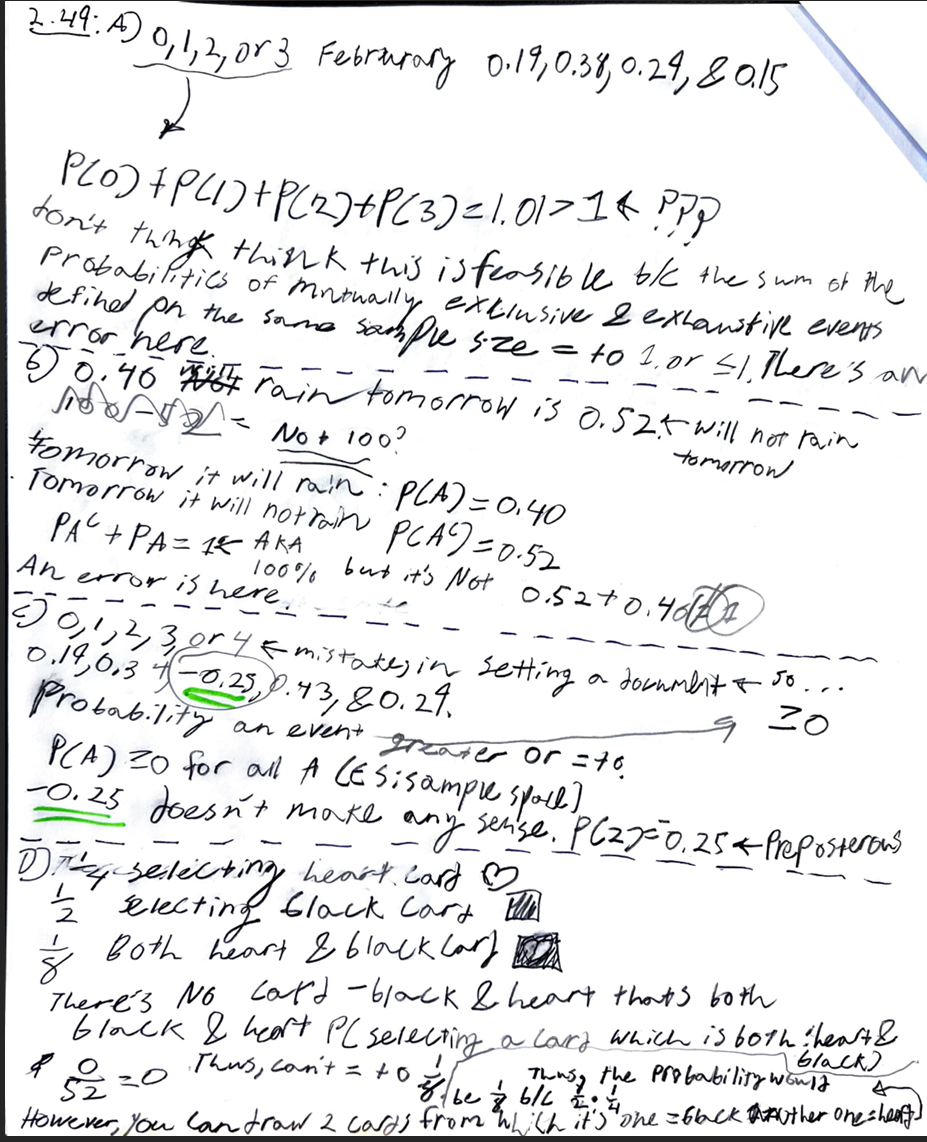 2.49: A) 0,1,2, or 3 Februrary 0.19, 0.38, 0.29, & 0.15
P(0) + P(1) + P(2) + P(3) = 1.01 > 1 ← ???
don't think this is feasible b/c the sum of the
Probabilities of mutually exclusive & exhaustive events
defined on the same sample size = to 1. or ≤1. There's an
error here.
B) 0.40 rain tomorrow is 0.52 ← will not rain
tomorrow
= Not 100?
tomorrow it will rain : P(A) = 0.40
Tomorrow it will not rain P(A^c) = 0.52
PA^c + PA = 1 ← AKA
100% but it's Not 0.52 + 0.40 ≠ 1
An error is here.
C) 0, 1, 2, 3, or 4 ← mistakes in setting a document ← so...
0.19, 0.34, -0.25, 0.43, & 0.29.
Probability an event greater or = to. ≥0
P(A) ≥0 for all A (E S: sample space)
-0.25 doesn't make any sense. P(2) = -0.25 ← Preposterous
D) 1/4 selecting heart card ♡
1/2 selecting black card
1/8 Both heart & black card
There's NO card - black & heart thats both
black & heart P(selecting a card which is both heart &
black)
0/52 = 0 Thus, can't = to 1/8
Thus, the Probability would
be 1/8 b/c 1/2 · 1/4
However, you can draw 2 cards from which it's one = black & other one = heart